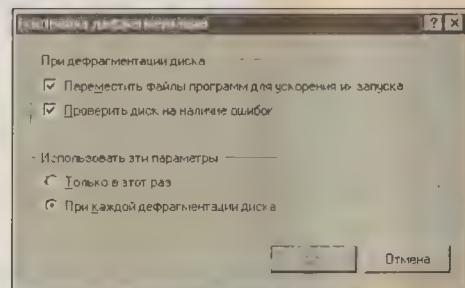 ? ×
При дефрагментации диска
Переместить файлы программ для ускорения их запуска
Проверить диск на наличие ошибок
Использовать эти параметры
Только в этот раз
При каждой дефрагментации диска
Отмена